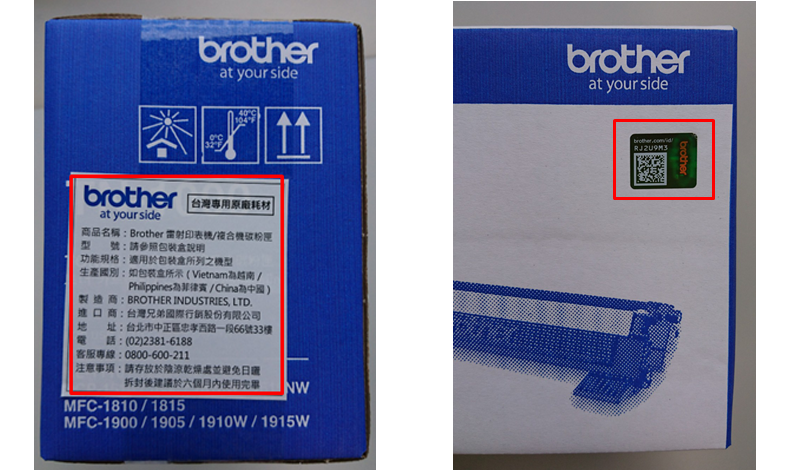 brother
at your side
40°C
104°F
0°C
32°F
brother
at your side
台灣專用原廠耗材
商品名稱：Brother 雷射印表機/複合機碳粉匣
型 號：請參照包裝盒說明
功能規格：適用於包裝盒所列之機型
生產國別：如包裝盒所示（Vietnam為越南 /
Philippines為菲律賓 / China為中國）
製 造 商：BROTHER INDUSTRIES, LTD.
進 口 商：台灣兄弟國際行銷股份有限公司
地 址：台北市中正區忠孝西路一段66號33樓
電 話：(02)2381-6188
客服專線：0800-600-211
注意事項：請存放於陰涼乾燥處並避免日曬
拆封後建議於六個月內使用完畢
NW
MFC-1810 / 1815
MFC-1900 / 1905 / 1910W / 1915W
brother
at your side
brother.com/id/
RJ2U9M3
brother